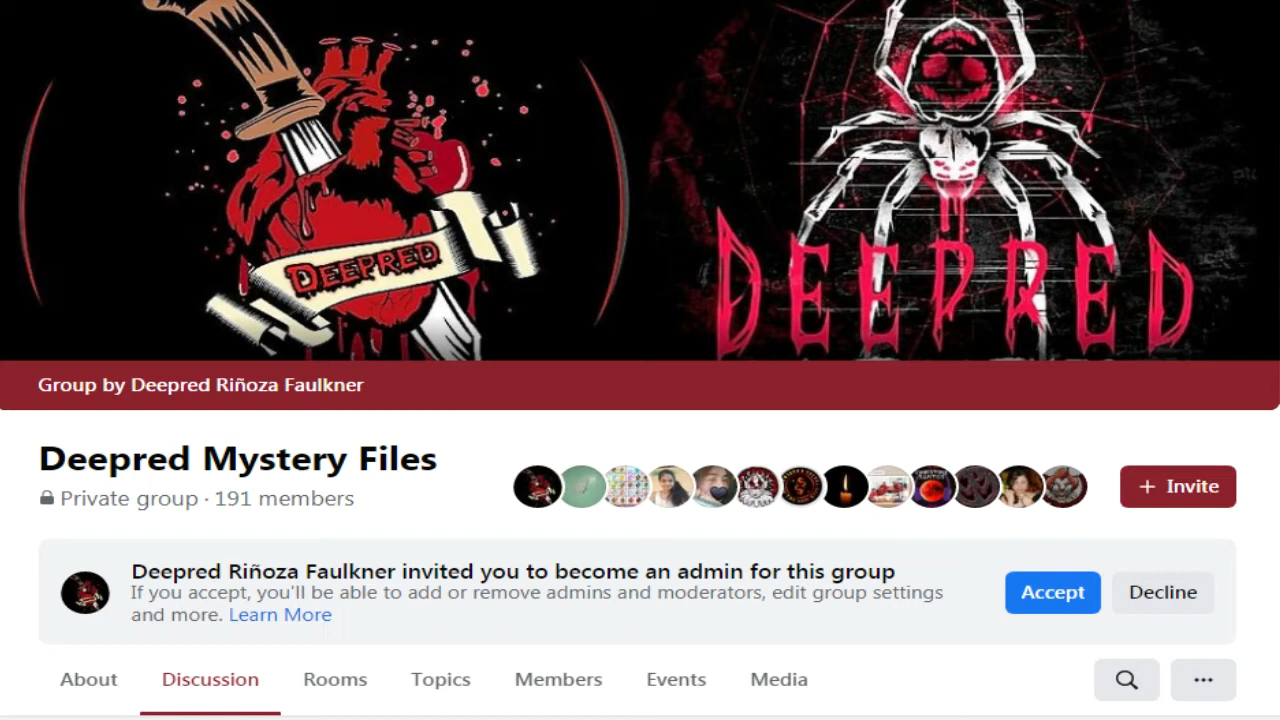 DEEPRED
DEEPRED
Group by Deepred Riñoza Faulkner
Deepred Mystery Files
Private group · 191 members
+ Invite
Deepred Riñoza Faulkner invited you to become an admin for this group
If you accept, you'll be able to add or remove admins and moderators, edit group settings
and more. Learn More
Accept
Decline
About
Discussion
Rooms
Topics
Members
Events
Media